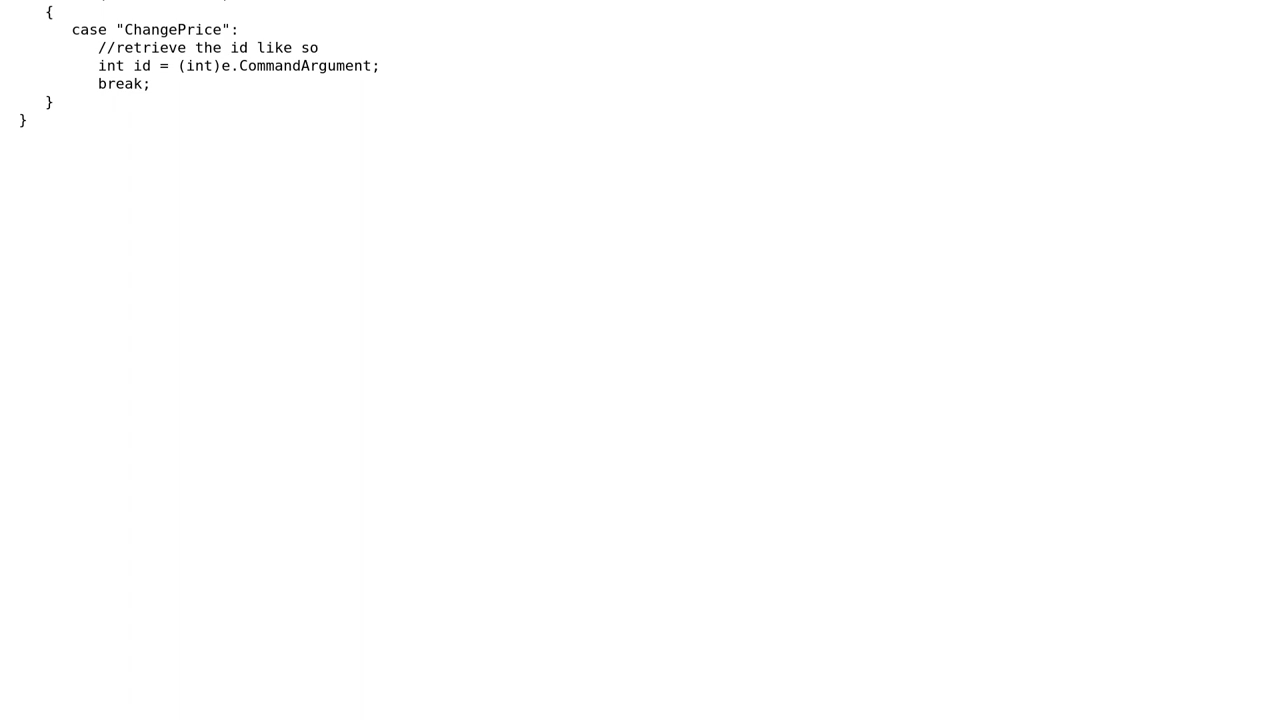 {
case "ChangePrice":
//retrieve the id like so
int id = (int)e.CommandArgument;
break;
}
}